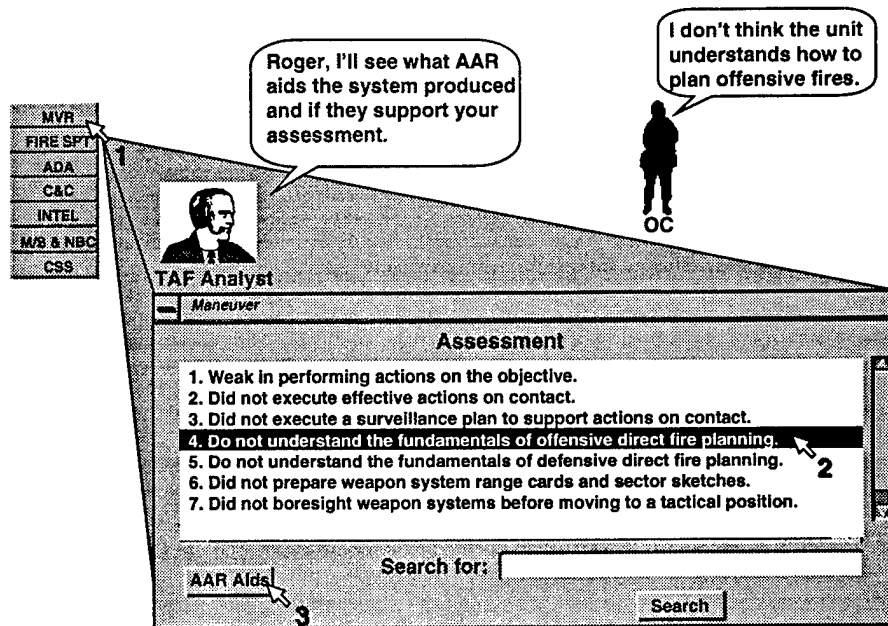 I don't think the unit
understands how to
plan offensive fires.
Roger, I'll see what AAR
aids the system produced
and if they support your
assessment.
MVR
FIRE SPT
ADA
C&C
INTEL
M/S & NBC
CSS
1
OC
TAF Analyst
Maneuver
Assessment
1. Weak in performing actions on the objective.
2. Did not execute effective actions on contact.
3. Did not execute a surveillance plan to support actions on contact.
4. Do not understand the fundamentals of offensive direct fire planning.
5. Do not understand the fundamentals of defensive direct fire planning.
6. Did not prepare weapon system range cards and sector sketches.
7. Did not boresight weapon systems before moving to a tactical position.
2
Search for:
AAR Aids
3
Search